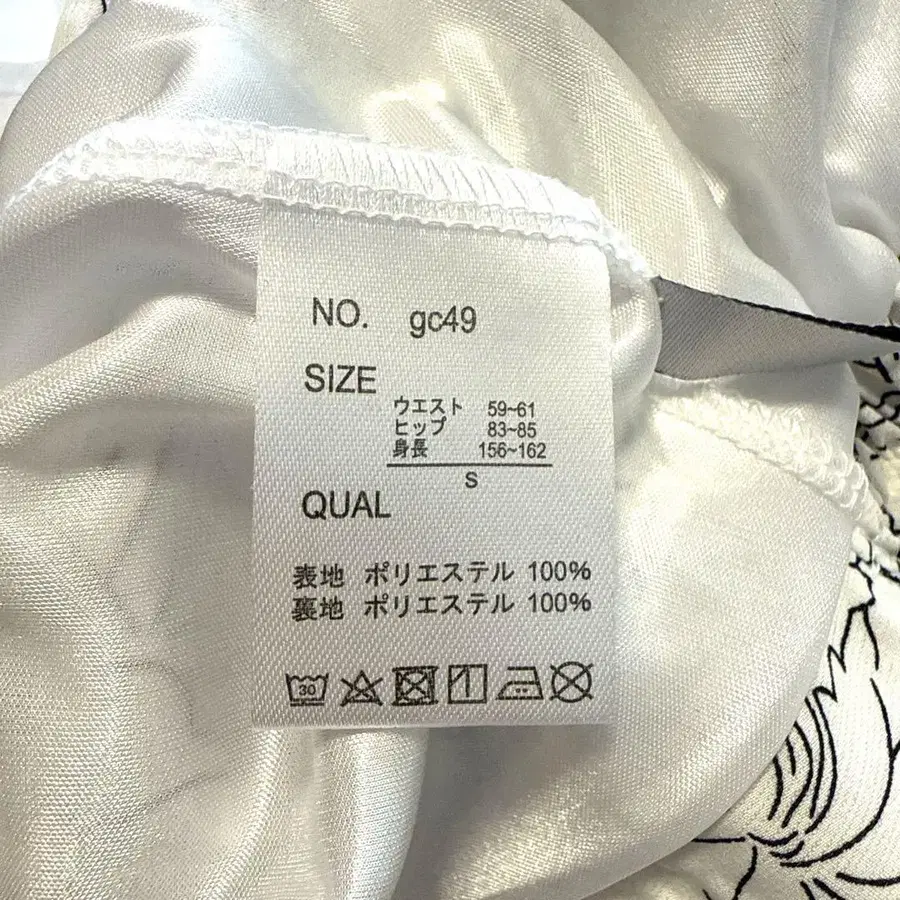 NO. gc49
SIZE
ウエスト 59~61
ヒップ 83~85
身長 156~162
S
QUAL
表地 ポリエステル 100%
裏地 ポリエステル 100%
30